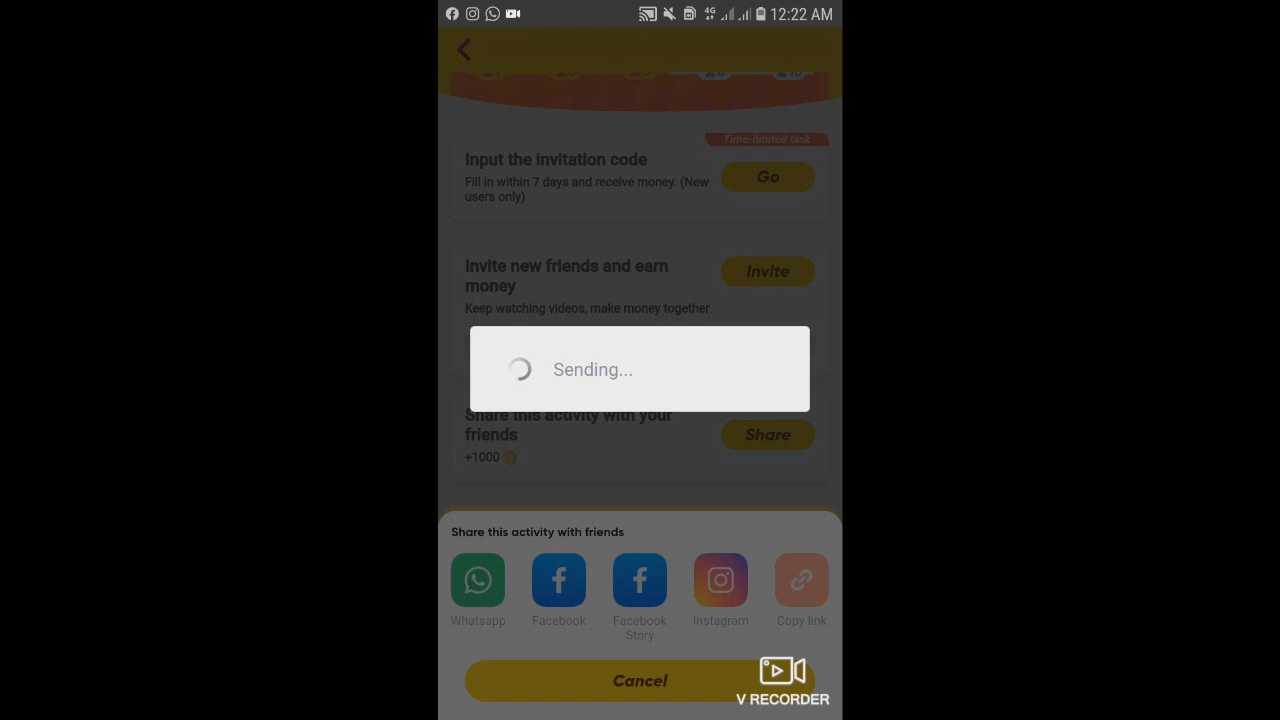 4G
12:22 AM
Time-limited task
Input the invitation code
Go
Fill in within 7 days and receive money. (New
users only)
Invite new friends and earn
money
Invite
Keep watching videos, make money together
Sending...
Share this activity with your
friends
Share
+1000
Share this activity with friends
Whatsapp
Facebook
Facebook
Story
Instagram
Copy link
Cancel
V RECORDER